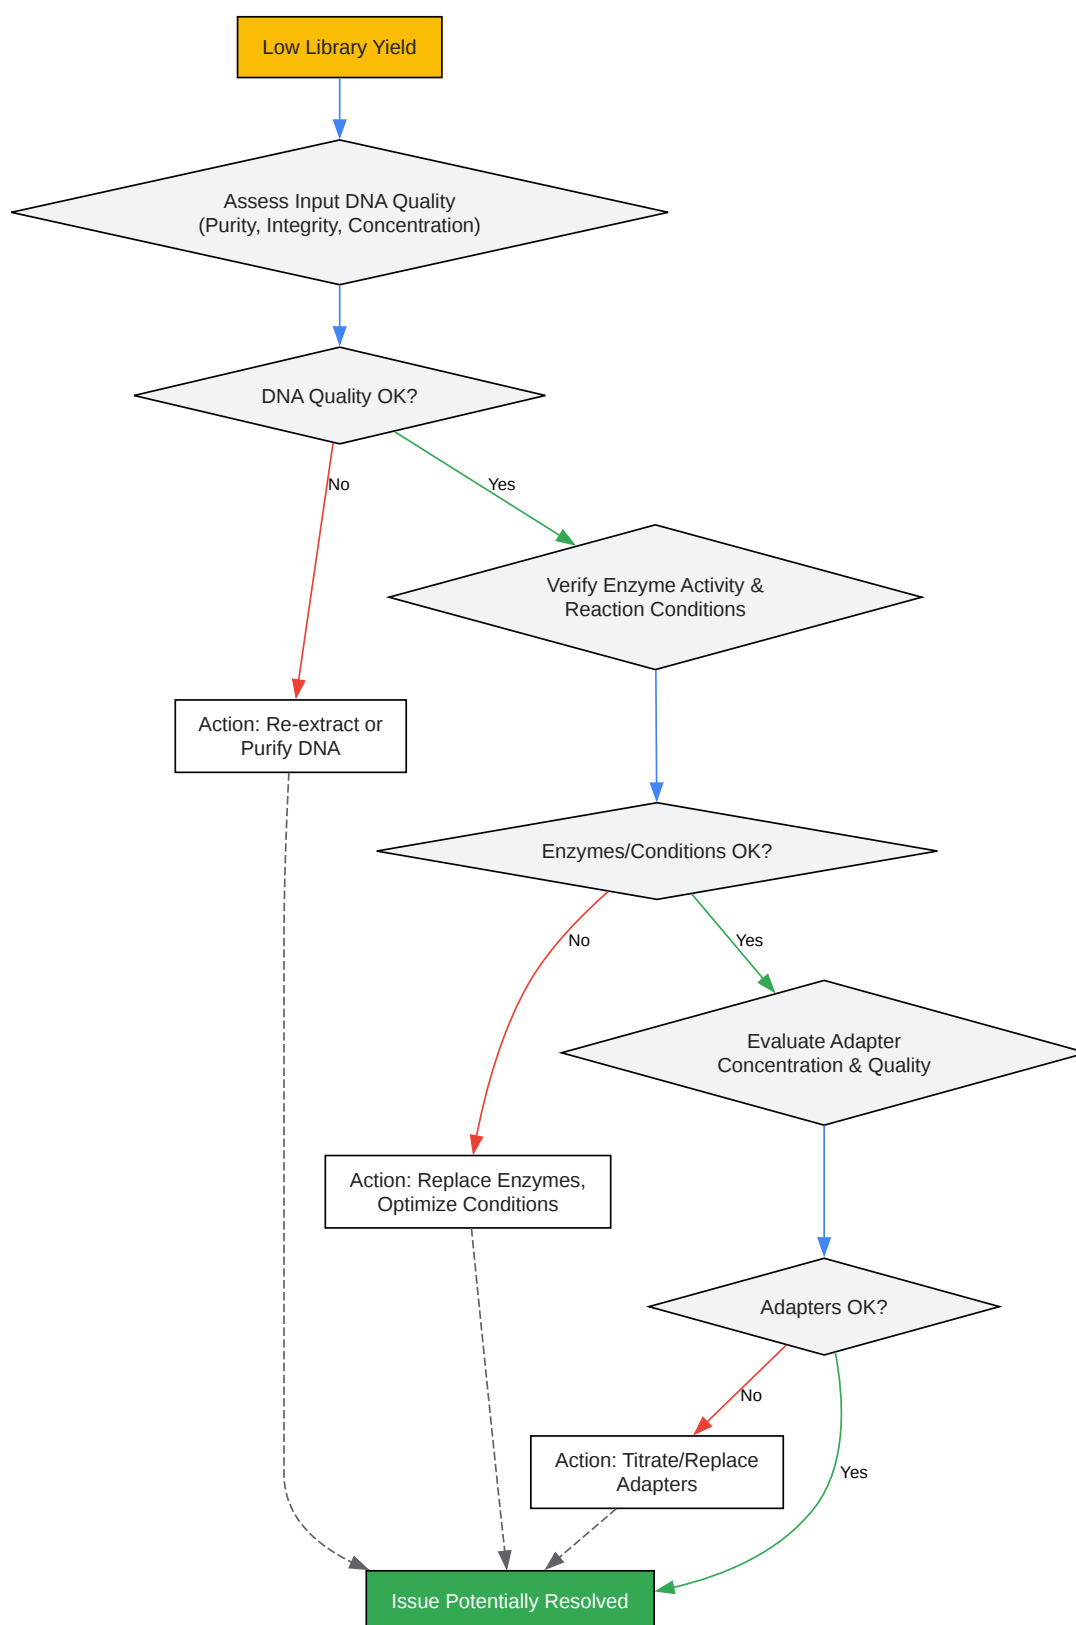 Low Library Yield
Assess Input DNA Quality
(Purity, Integrity, Concentration)
DNA Quality OK?
No
Yes
Verify Enzyme Activity &
Reaction Conditions
Action: Re-extract or
Purify DNA
Enzymes/Conditions OK?
No
Yes
Evaluate Adapter
Concentration & Quality
Action: Replace Enzymes,
Optimize Conditions
Adapters OK?
No
Yes
Action: Titrate/Replace
Adapters
Issue Potentially Resolved